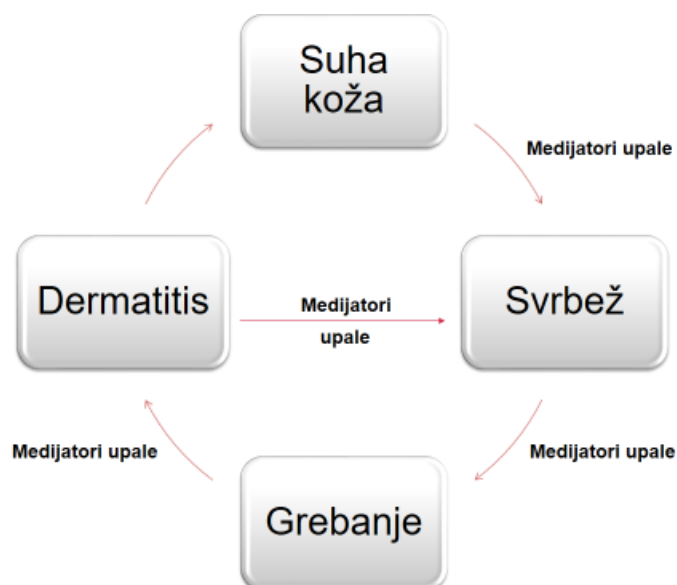 Suha
koža
Medijatori upale
Dermatitis
Medijatori
upale
Svrbež
Medijatori upale
Medijatori upale
Grebanje